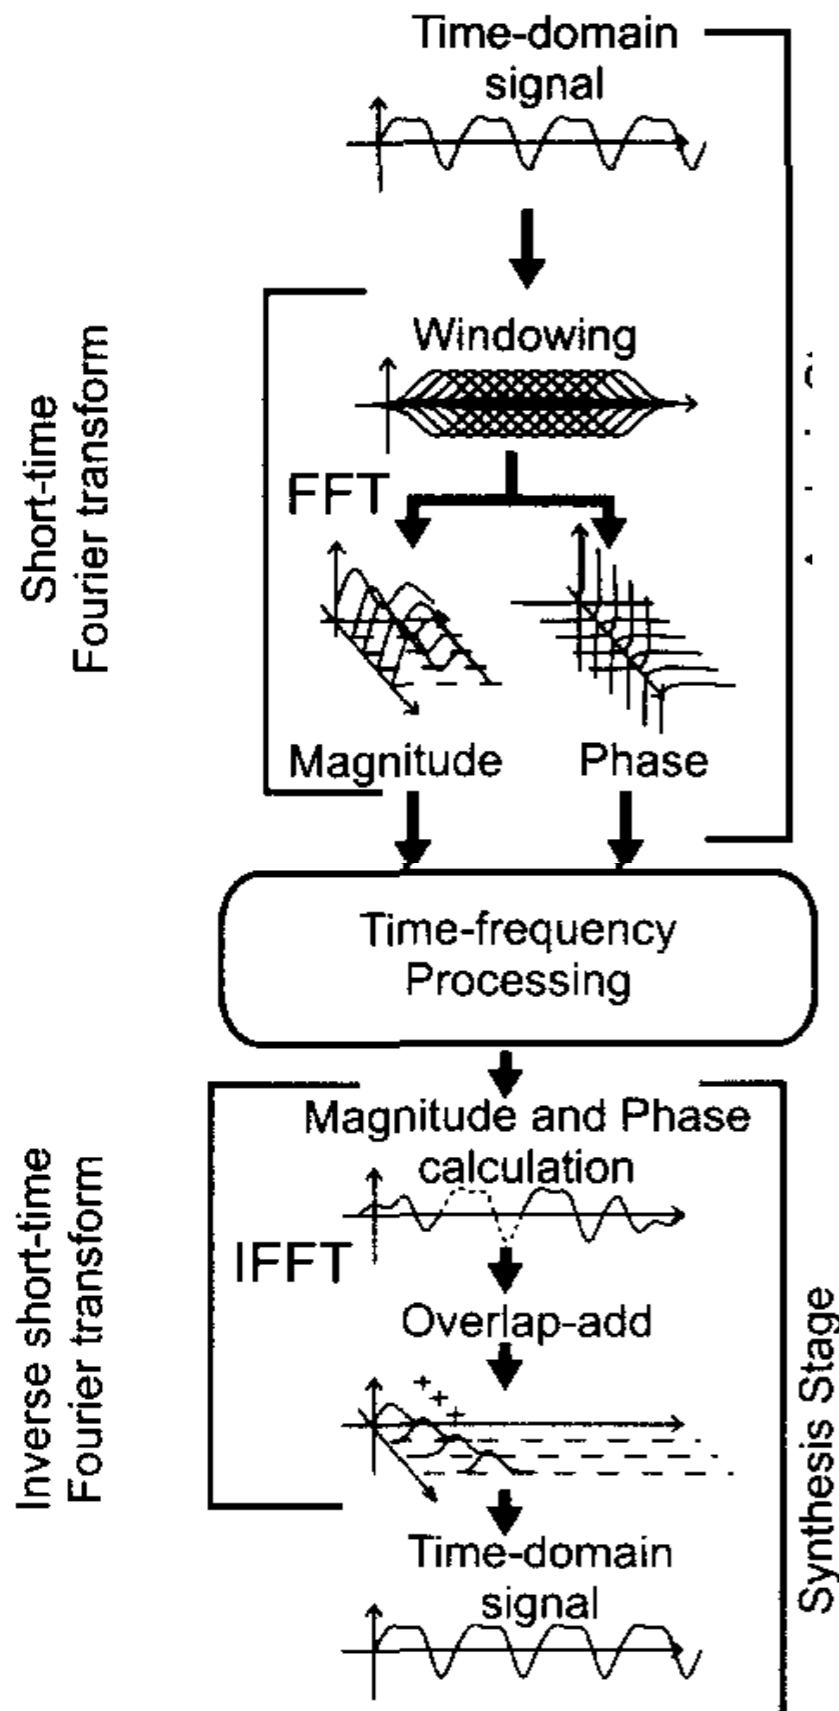 Time-domain
signal
Windowing
Short-time
Fourier transform
FFT
Magnitude
Phase
Time-frequency
Processing
Magnitude and Phase
calculation
Inverse short-time
Fourier transform
IFFT
Overlap-add
+
+
+
Synthesis Stage
Time-domain
signal